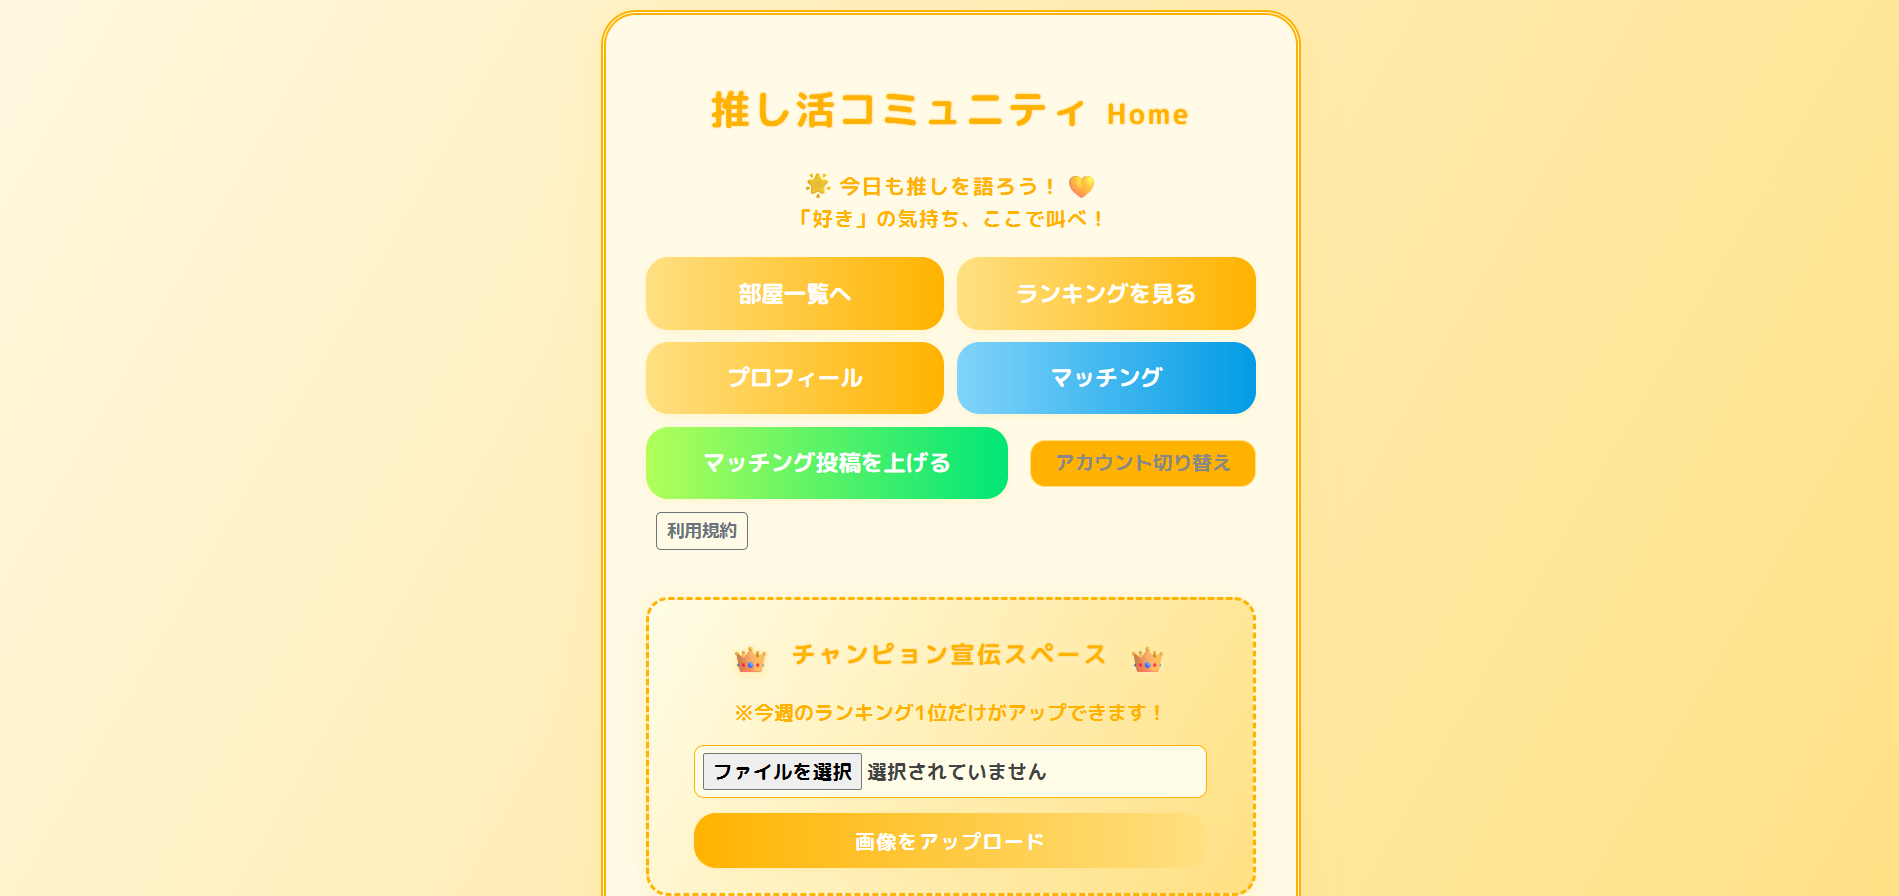 推し活コミュニティ Home
🌟 今日も推しを語ろう！ 💛
「好き」の気持ち、ここで叫べ！
部屋一覧へ
ランキングを見る
プロフィール
マッチング
マッチング投稿を上げる
アカウント切り替え
利用規約
👑 チャンピョン宣伝スペース 👑
※今週のランキング1位だけがアップできます！
ファイルを選択 選択されていません
画像をアップロード